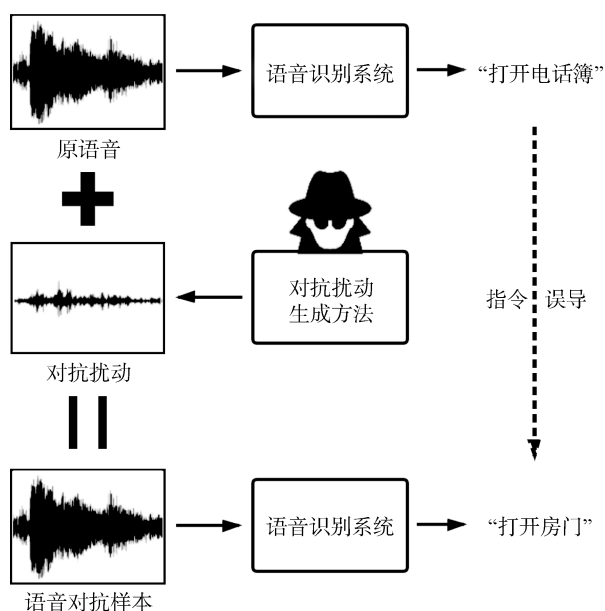 语音识别系统
“打开电话簿”
原语音
对抗扰动
生成方法
指令 误导
对抗扰动
语音识别系统
“打开房门”
语音对抗样本